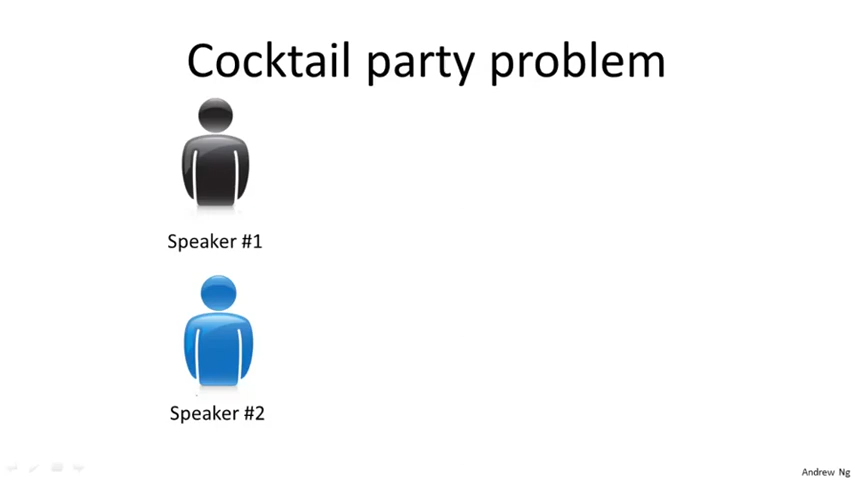 Cocktail party problem
Speaker #1
Speaker #2
Andrew Ng